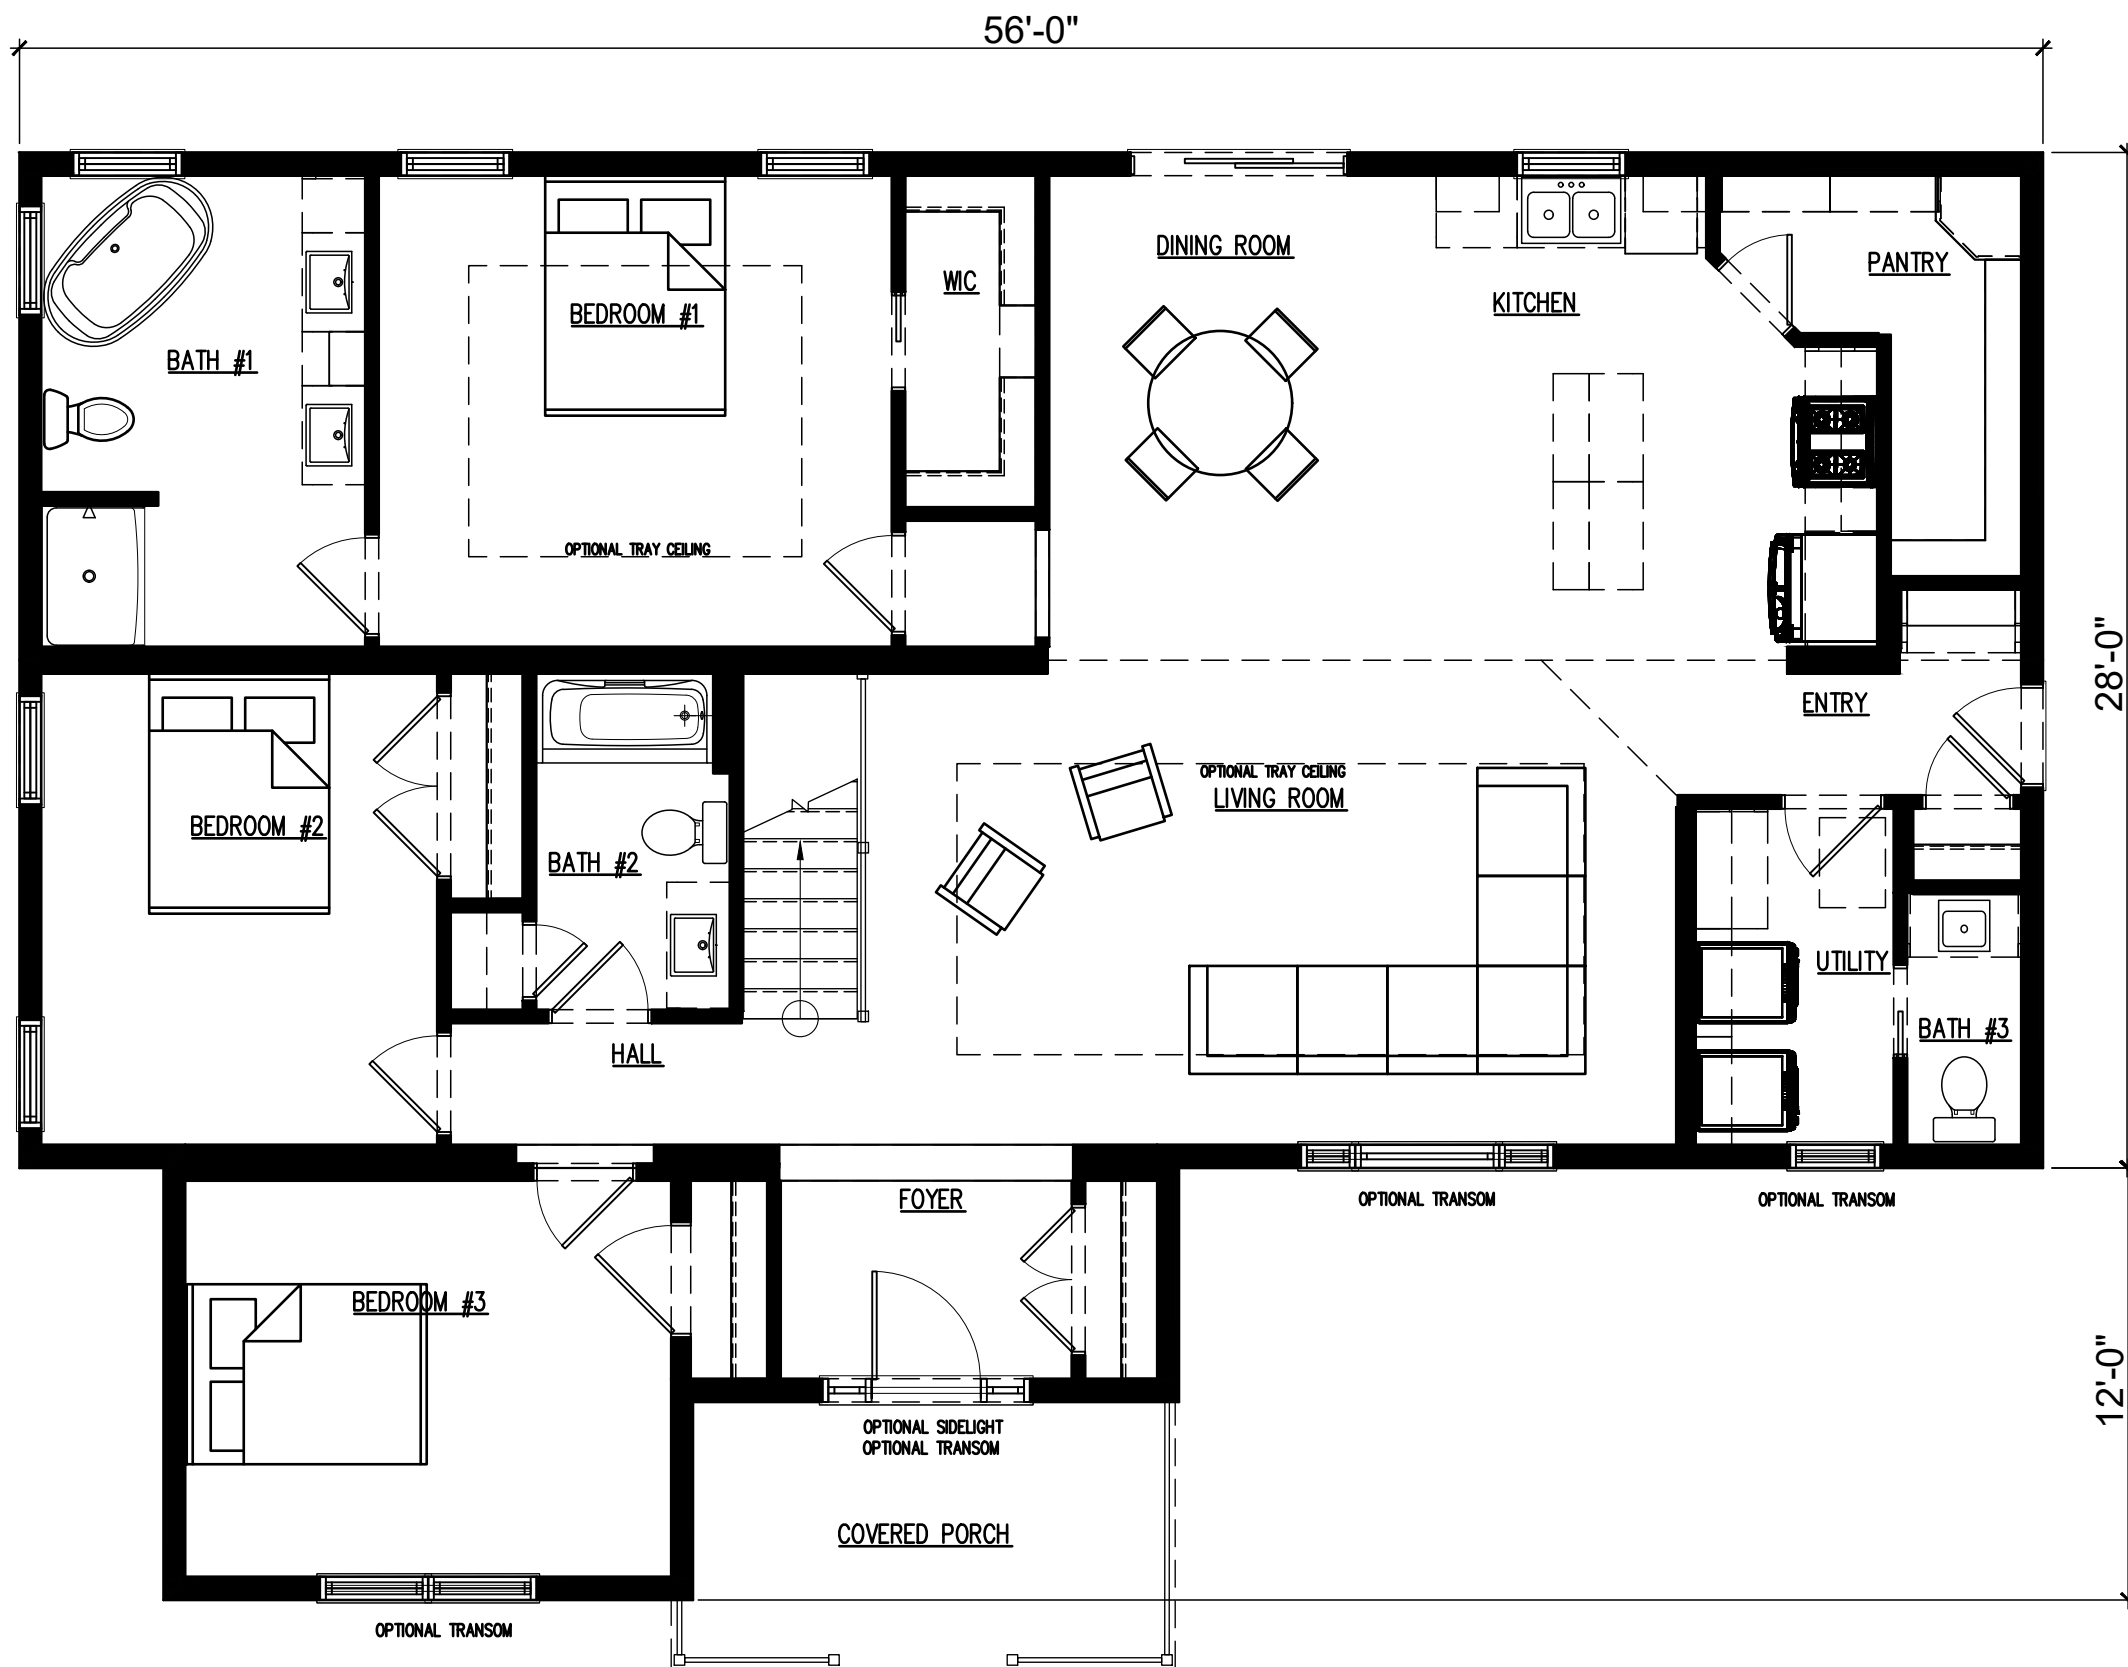 56'-0"
DINING ROOM
PANTRY
WIC
KITCHEN
BEDROOM #1
BATH #1
OPTIONAL TRAY CEILING
28'-0"
ENTRY
OPTIONAL TRAY CEILING
LIVING ROOM
BEDROOM #2
BATH #2
UTILITY
BATH #3
HALL
FOYER
OPTIONAL TRANSOM
OPTIONAL TRANSOM
BEDROOM #3
12'-0"
OPTIONAL SIDELIGHT
OPTIONAL TRANSOM
COVERED PORCH
OPTIONAL TRANSOM